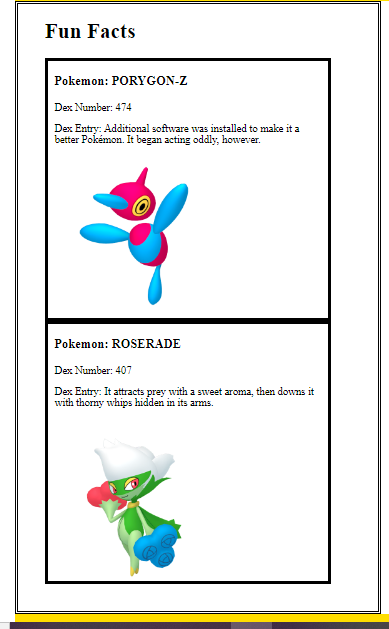 Fun Facts
Pokemon: PORYGON-Z
Dex Number: 474
Dex Entry: Additional software was installed to make it a
better Pokémon. It began acting oddly, however.
Pokemon: ROSERADE
Dex Number: 407
Dex Entry: It attracts prey with a sweet aroma, then downs it
with thorny whips hidden in its arms.